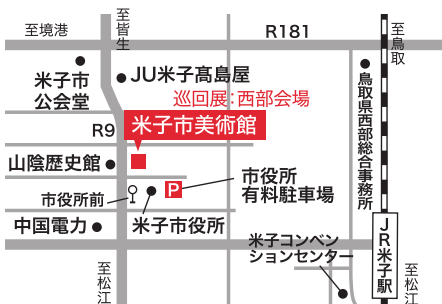 至境港
至皆生
R181
至鳥取
米子市
公会堂
JU米子髙島屋
巡回展:西部会場
鳥取県西部総合事務所
R9
米子市美術館
山陰歴史館
P
市役所
有料駐車場
市役所前
中国電力
米子市役所
JR米子駅
米子コンベン
ションセンター
至松江
至松江